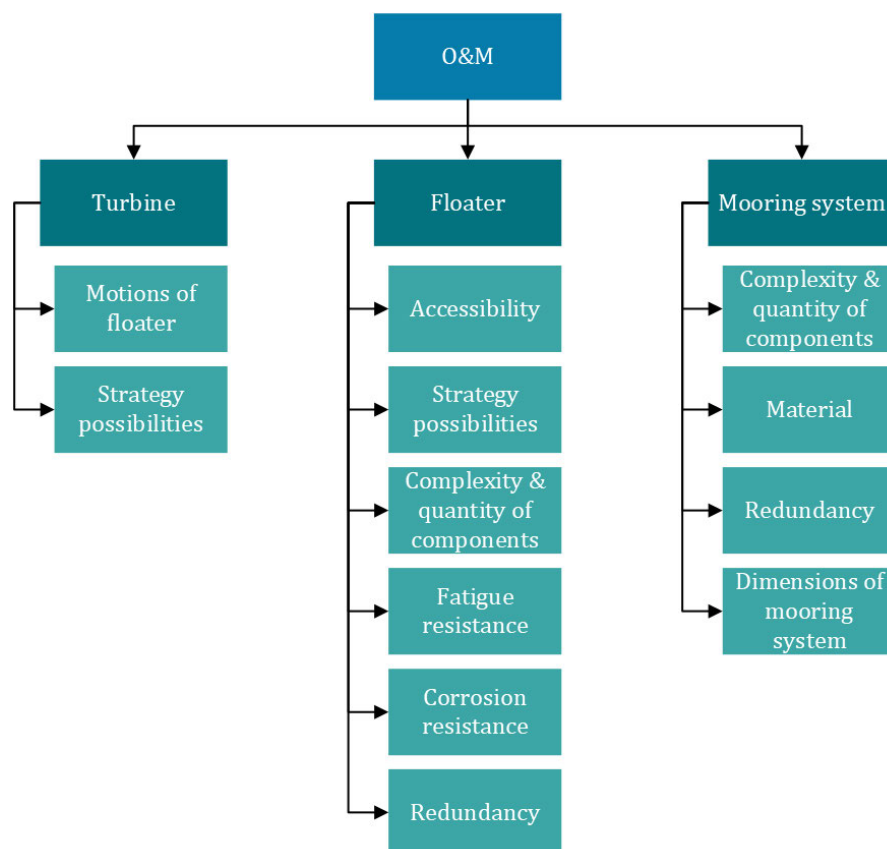 O&M
Turbine
Floater
Mooring system
Motions of
floater
Strategy
possibilities
Accessibility
Strategy
possibilities
Complexity &
quantity of
components
Fatigue
resistance
Corrosion
resistance
Redundancy
Complexity &
quantity of
components
Material
Redundancy
Dimensions of
mooring
system